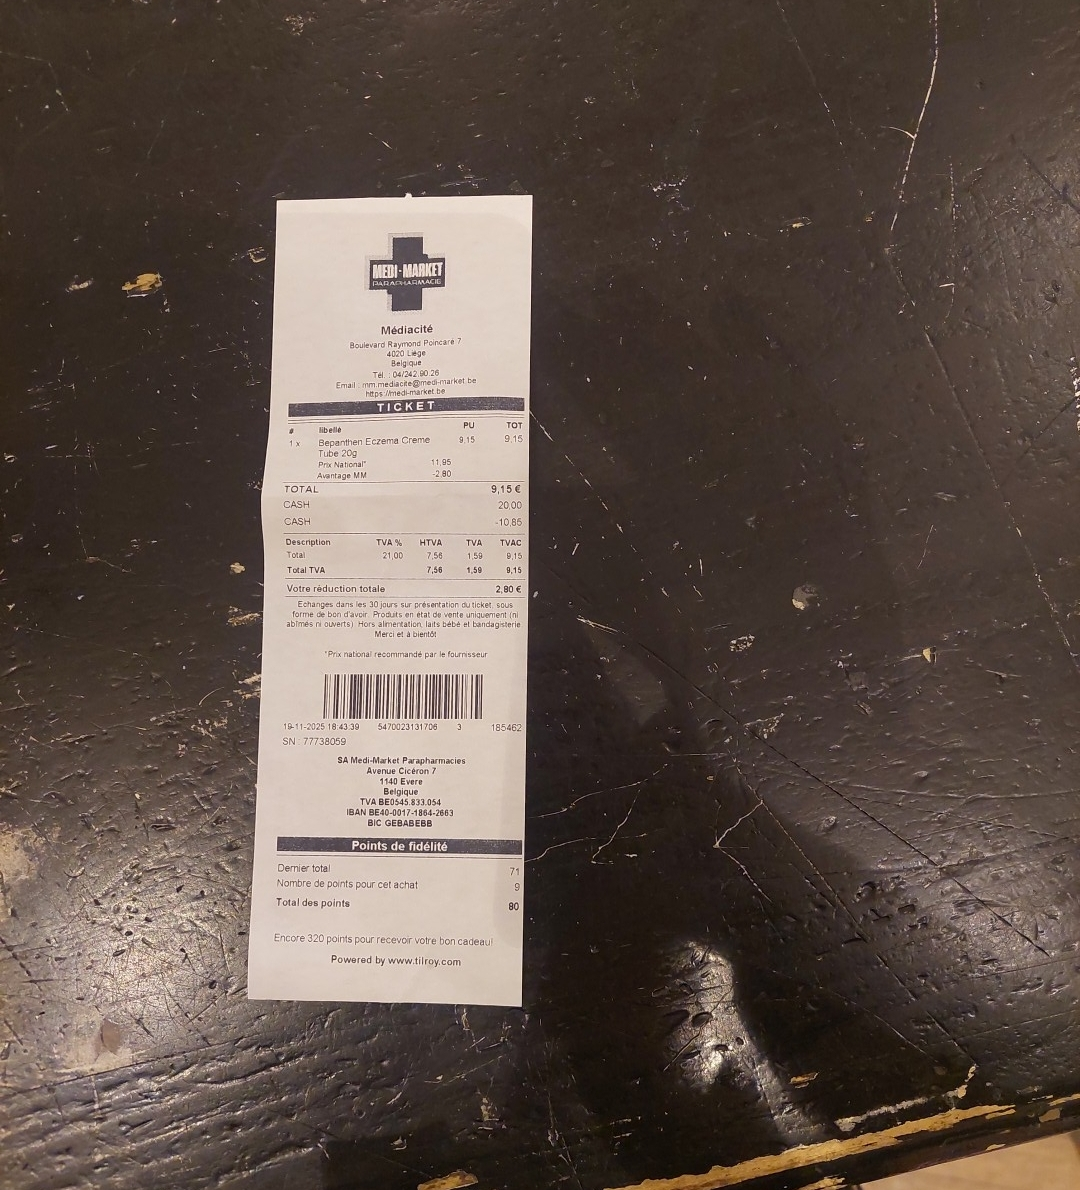 MEDI-MARKET
PARAPHARMACIE
Médiacité
Boulevard Raymond Poincaré 7
4020 Liège
Belgique
Tél. : 04/242.90.26
Email : mm.mediacite@medi-market.be
https://medi-market.be
TICKET
# libellé PU TOT
1 x Bepanthen Eczema Creme 9,15 9,15
Tube 20g
Prix National* 11,95
Avantage MM -2,80
TOTAL 9,15 €
CASH 20,00
CASH -10,85
Description TVA % HTVA TVA TVAC
Total 21,00 7,56 1,59 9,15
Total TVA 7,56 1,59 9,15
Votre réduction totale 2,80 €
Echanges dans les 30 jours sur présentation du ticket, sous
forme de bon d'avoir. Produits en état de vente uniquement (ni
abîmés ni ouverts). Hors alimentation, laits bébé et bandagisterie
Merci et à bientôt
*Prix national recommandé par le fournisseur
19-11-2025 18:43:39 5470023131706 3 185462
SN : 77738059
SA Medi-Market Parapharmacies
Avenue Cicéron 7
1140 Evere
Belgique
TVA BE0545.833.054
IBAN BE40-0017-1864-2663
BIC GEBABEBB
Points de fidélité
Dernier total 71
Nombre de points pour cet achat 9
Total des points 80
Encore 320 points pour recevoir votre bon cadeau!
Powered by www.tilroy.com